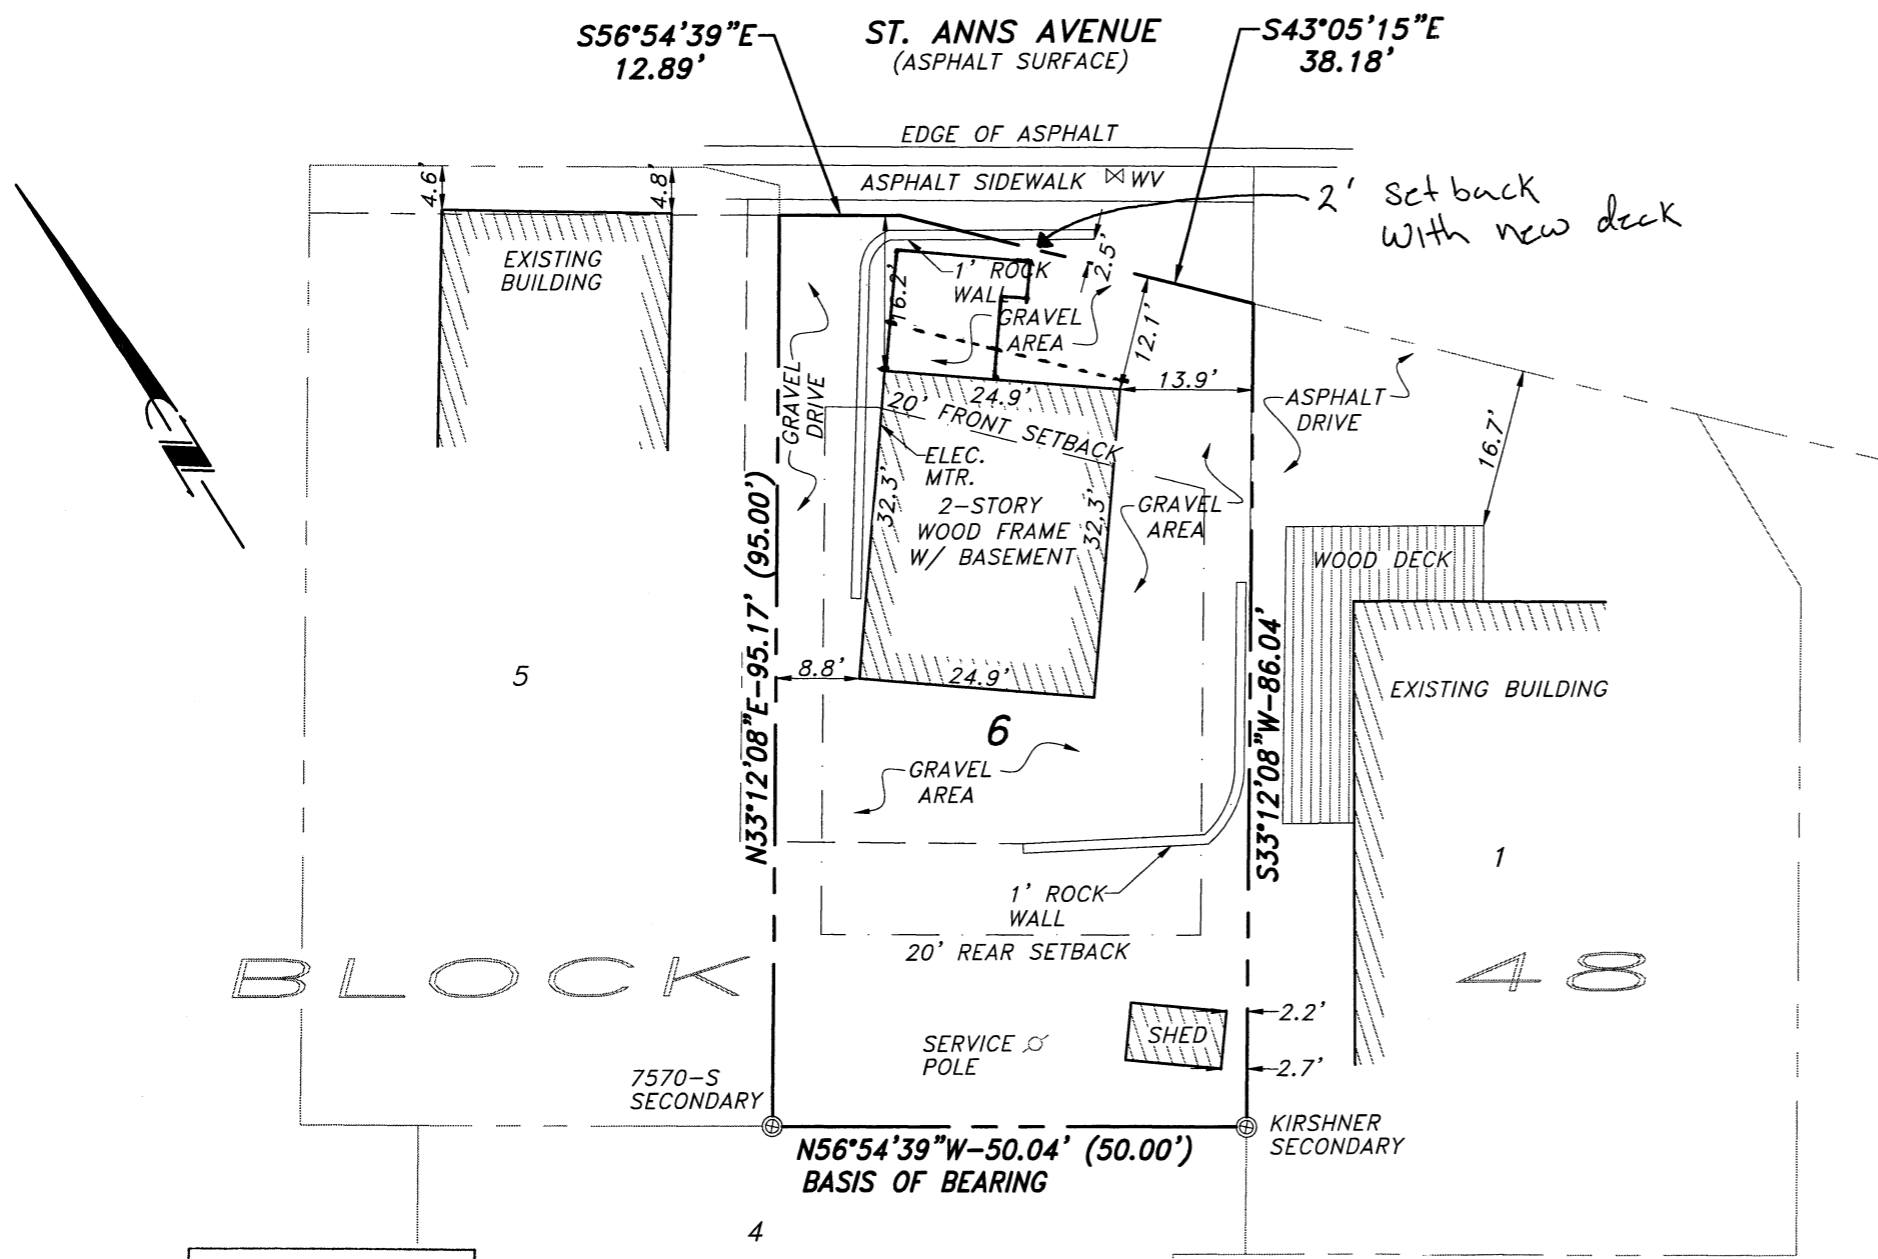 S56°54'39"E
12.89'
ST. ANNS AVENUE
(ASPHALT SURFACE)
S43°05'15"E
38.18'
EDGE OF ASPHALT
ASPHALT SIDEWALK WV
2' set back
with new deck
4.6'
4.8'
EXISTING
BUILDING
1' ROCK
WALL
2.5'
16.2'
GRAVEL
AREA
12.1'
13.9'
GRAVEL
DRIVE
24.9'
20' FRONT SETBACK
ASPHALT
DRIVE
16.7'
ELEC.
MTR.
32.3'
2-STORY
WOOD FRAME
W/ BASEMENT
32.3'
GRAVEL
AREA
WOOD DECK
N33°12'08"E-95.17' (95.00')
S33°12'08"W-86.04'
5
8.8'
24.9'
EXISTING BUILDING
6
GRAVEL
AREA
1
1' ROCK
WALL
20' REAR SETBACK
BLOCK 48
SERVICE
POLE
SHED
2.2'
2.7'
7570-S
SECONDARY
KIRSHNER
SECONDARY
N56°54'39"W-50.04' (50.00')
BASIS OF BEARING
4